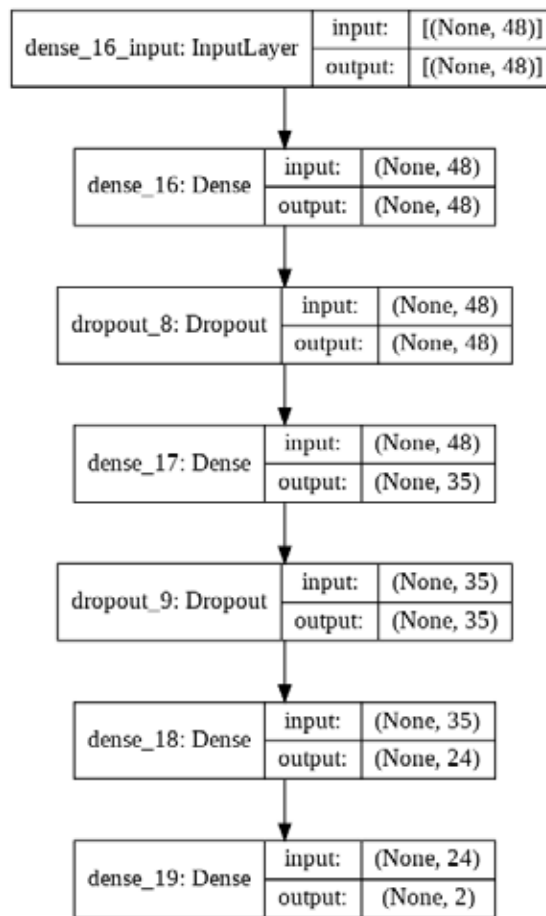 dense_16_input: InputLayer
input: [(None, 48)]
output: [(None, 48)]
dense_16: Dense
input: (None, 48)
output: (None, 48)
dropout_8: Dropout
input: (None, 48)
output: (None, 48)
dense_17: Dense
input: (None, 48)
output: (None, 35)
dropout_9: Dropout
input: (None, 35)
output: (None, 35)
dense_18: Dense
input: (None, 35)
output: (None, 24)
dense_19: Dense
input: (None, 24)
output: (None, 2)